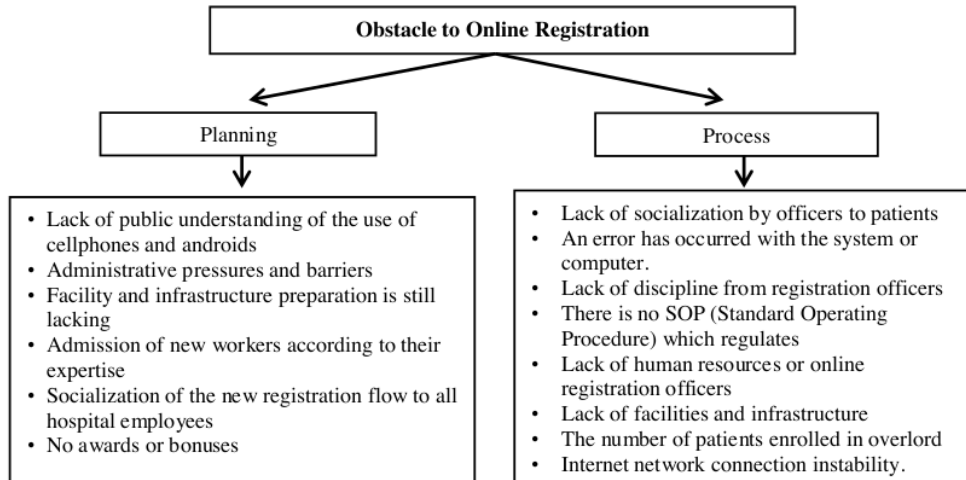 Obstacle to Online Registration
Planning
Process
• Lack of public understanding of the use of
cellphones and androids
• Administrative pressures and barriers
• Facility and infrastructure preparation is still
lacking
• Admission of new workers according to their
expertise
• Socialization of the new registration flow to all
hospital employees
• No awards or bonuses
• Lack of socialization by officers to patients
• An error has occurred with the system or
computer.
• Lack of discipline from registration officers
• There is no SOP (Standard Operating
Procedure) which regulates
• Lack of human resources or online
registration officers
• Lack of facilities and infrastructure
• The number of patients enrolled in overlord
• Internet network connection instability.